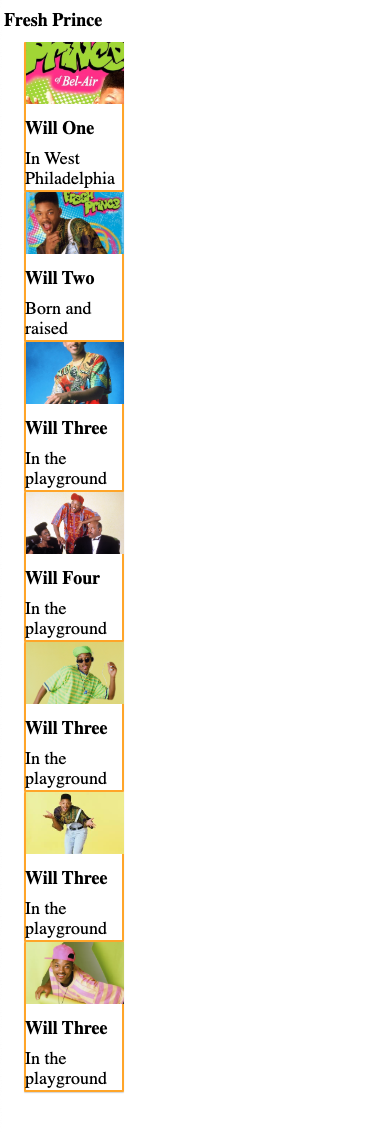 Fresh Prince
PRINCE
of Bel-Air
Will One
In West
Philadelphia
FRESH
PRINCE
Will Two
Born and
raised
Will Three
In the
playground
Will Four
In the
playground
Will Three
In the
playground
Will Three
In the
playground
Will Three
In the
playground